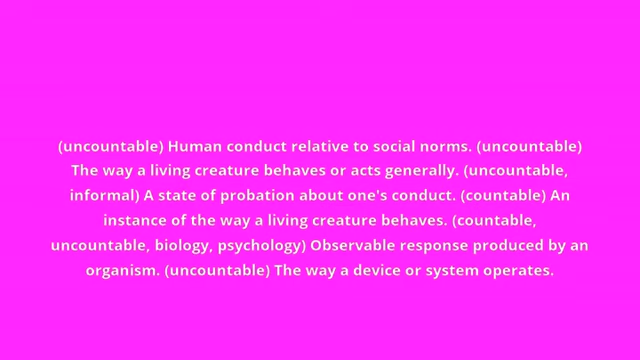 (uncountable) Human conduct relative to social norms. (uncountable)
The way a living creature behaves or acts generally. (uncountable,
informal) A state of probation about one's conduct. (countable) An
instance of the way a living creature behaves. (countable,
uncountable, biology, psychology) Observable response produced by an
organism. (uncountable) The way a device or system operates.